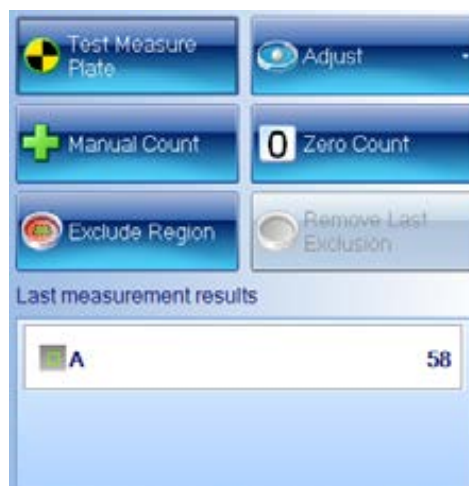 Test Measure
Plate
Adjust
Manual Count
0 Zero Count
Exclude Region
Remove Last
Exclusion
Last measurement results
A 58